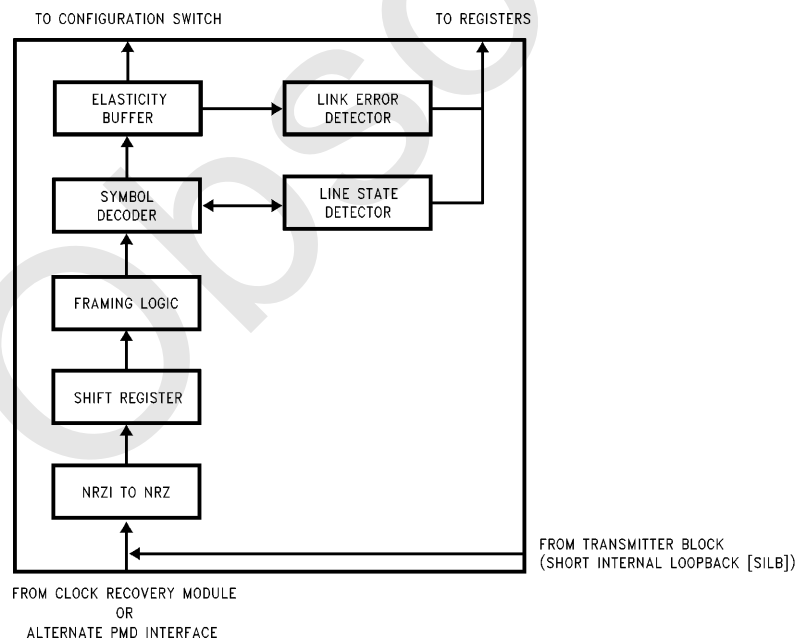 TO CONFIGURATION SWITCH
TO REGISTERS
ELASTICITY
BUFFER
LINK ERROR
DETECTOR
SYMBOL
DECODER
LINE STATE
DETECTOR
FRAMING LOGIC
SHIFT REGISTER
NRZI TO NRZ
FROM TRANSMITTER BLOCK
(SHORT INTERNAL LOOPBACK [SILB])
FROM CLOCK RECOVERY MODULE
OR
ALTERNATE PMD INTERFACE